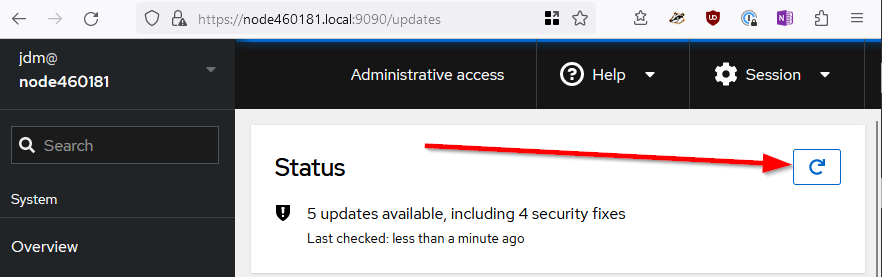 https://node460181.local:9090/updates
jdm@
node460181
Administrative access
Help
Session
Search
System
Overview
Status
5 updates available, including 4 security fixes
Last checked: less than a minute ago